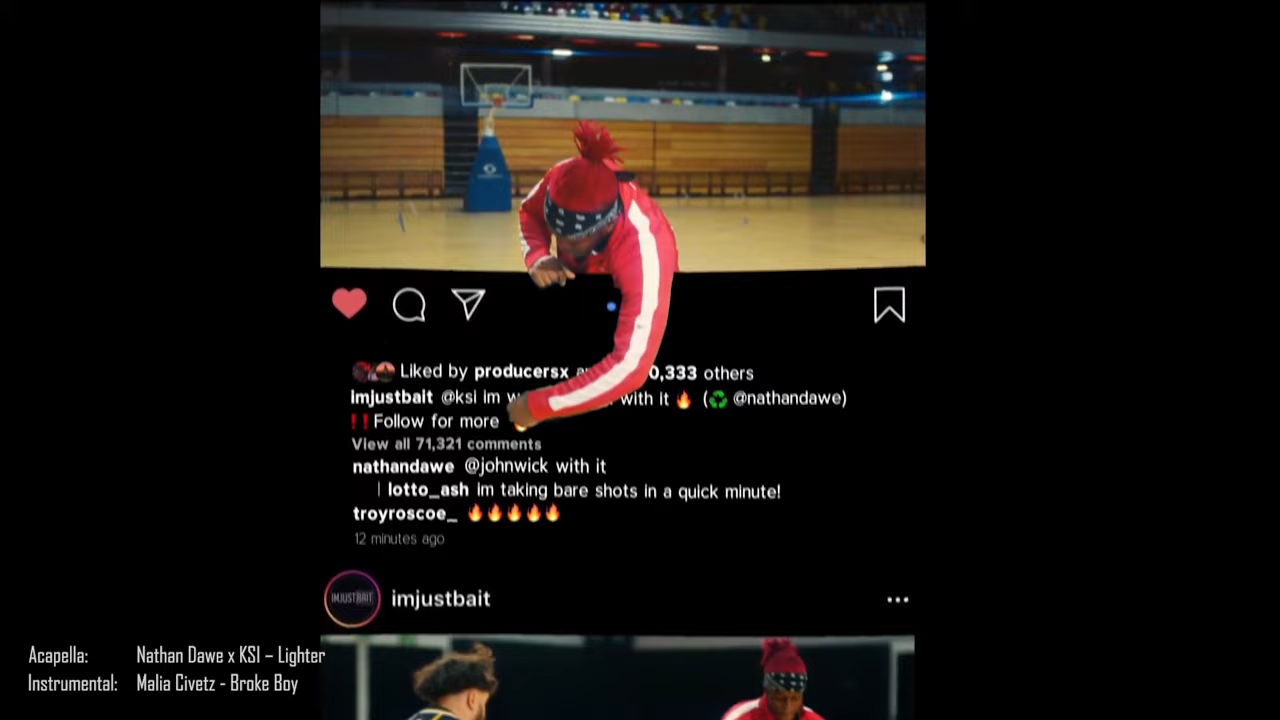 Liked by producersx 0,333 others
imjustbait @ksi im with it 🔥 (♻️ @nathandawe)
‼️Follow for more
View all 71,321 comments
nathandawe @johnwick with it
lotto_ash im taking bare shots in a quick minute!
troyroscoe_ 🔥🔥🔥🔥🔥
12 minutes ago
IMJUSTBAIT imjustbait
Acapella: Nathan Dawe x KSI – Lighter
Instrumental: Malia Civetz - Broke Boy